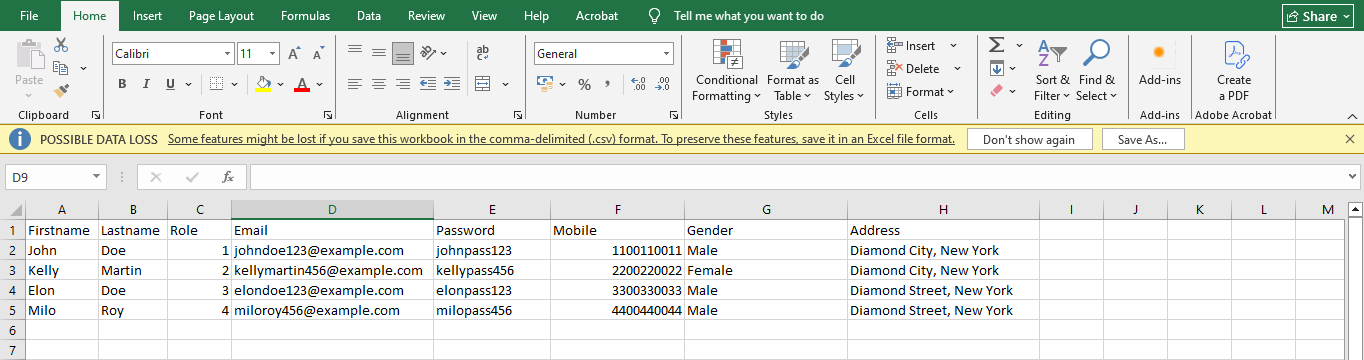 File Home Insert Page Layout Formulas Data Review View Help Acrobat Tell me what you want to do Share
Calibri 11 A A ab c General Insert Σ A Z
Paste B I U A % , .00 .0 Conditional Formatting Format as Table Cell Styles Delete Sort & Filter Find & Select Add-ins Create a PDF
Format
Clipboard Font Alignment Number Styles Cells Editing Add-ins Adobe Acrobat
POSSIBLE DATA LOSS Some features might be lost if you save this workbook in the comma-delimited (.csv) format. To preserve these features, save it in an Excel file format. Don't show again Save As...
D9 fx
A B C D E F G H I J K L M
1 Firstname Lastname Role Email Password Mobile Gender Address
2 John Doe 1 johndoe123@example.com johnpass123 1100110011 Male Diamond City, New York
3 Kelly Martin 2 kellymartin456@example.com kellypass456 2200220022 Female Diamond City, New York
4 Elon Doe 3 elondoe123@example.com elonpass123 3300330033 Male Diamond Street, New York
5 Milo Roy 4 miloroy456@example.com milopass456 4400440044 Male Diamond Street, New York
6
7